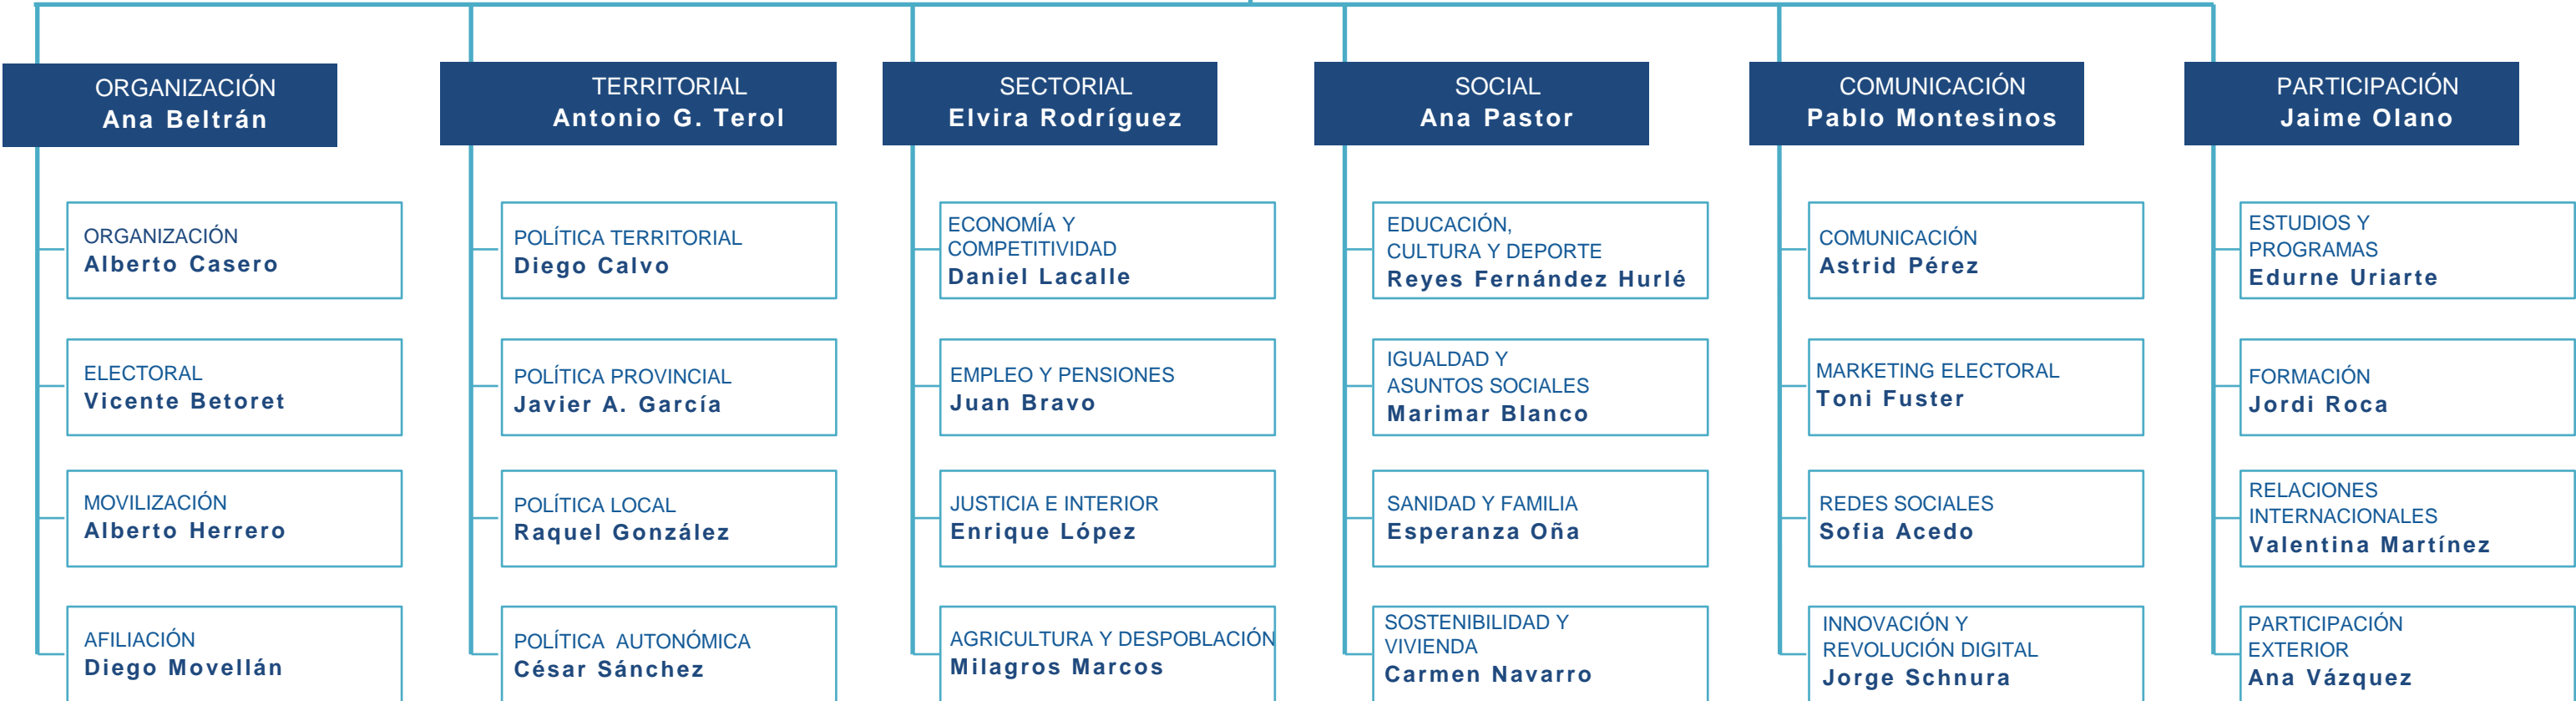 ORGANIZACIÓN
Ana Beltrán
TERRITORIAL
Antonio G. Terol
SECTORIAL
Elvira Rodríguez
SOCIAL
Ana Pastor
COMUNICACIÓN
Pablo Montesinos
PARTICIPACIÓN
Jaime Olano
ORGANIZACIÓN
Alberto Casero
POLÍTICA TERRITORIAL
Diego Calvo
ECONOMÍA Y
COMPETITIVIDAD
Daniel Lacalle
EDUCACIÓN,
CULTURA Y DEPORTE
Reyes Fernández Hurlé
COMUNICACIÓN
Astrid Pérez
ESTUDIOS Y
PROGRAMAS
Edurne Uriarte
ELECTORAL
Vicente Betoret
POLÍTICA PROVINCIAL
Javier A. García
EMPLEO Y PENSIONES
Juan Bravo
IGUALDAD Y
ASUNTOS SOCIALES
Marimar Blanco
MARKETING ELECTORAL
Toni Fuster
FORMACIÓN
Jordi Roca
MOVILIZACIÓN
Alberto Herrero
POLÍTICA LOCAL
Raquel González
JUSTICIA E INTERIOR
Enrique López
SANIDAD Y FAMILIA
Esperanza Oña
REDES SOCIALES
Sofia Acedo
RELACIONES
INTERNACIONALES
Valentina Martínez
AFILIACIÓN
Diego Movellán
POLÍTICA AUTONÓMICA
César Sánchez
AGRICULTURA Y DESPOBLACIÓN
Milagros Marcos
SOSTENIBILIDAD Y
VIVIENDA
Carmen Navarro
INNOVACIÓN Y
REVOLUCIÓN DIGITAL
Jorge Schnura
PARTICIPACIÓN
EXTERIOR
Ana Vázquez